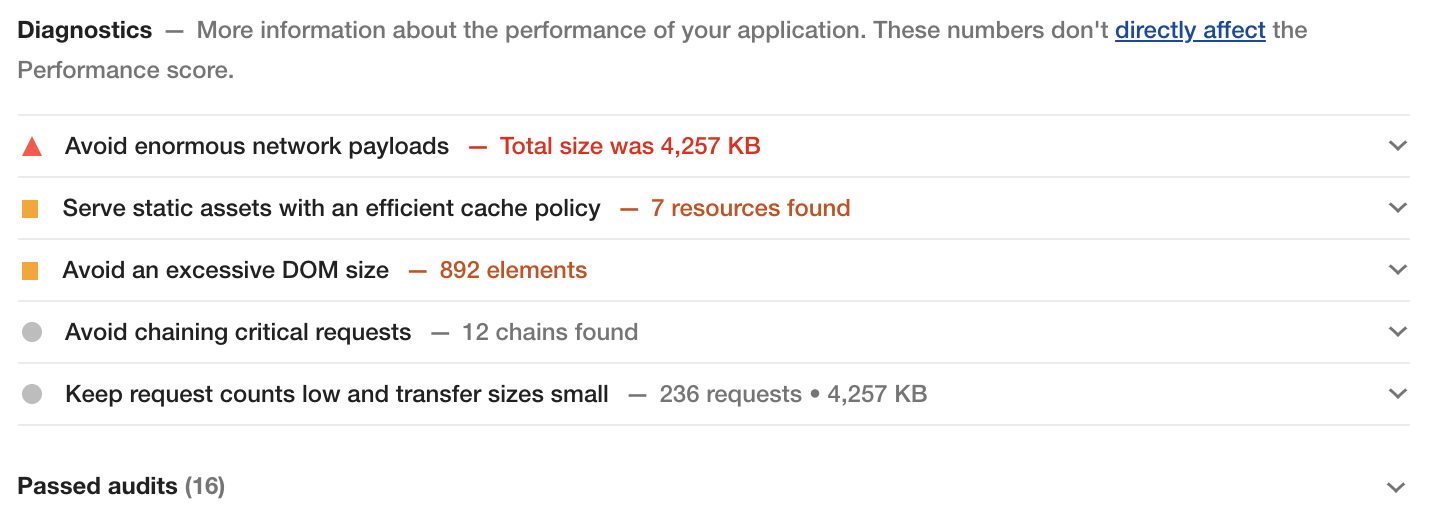 Diagnostics — More information about the performance of your application. These numbers don't directly affect the
Performance score.
Avoid enormous network payloads — Total size was 4,257 KB
Serve static assets with an efficient cache policy — 7 resources found
Avoid an excessive DOM size — 892 elements
Avoid chaining critical requests — 12 chains found
Keep request counts low and transfer sizes small — 236 requests • 4,257 KB
Passed audits (16)